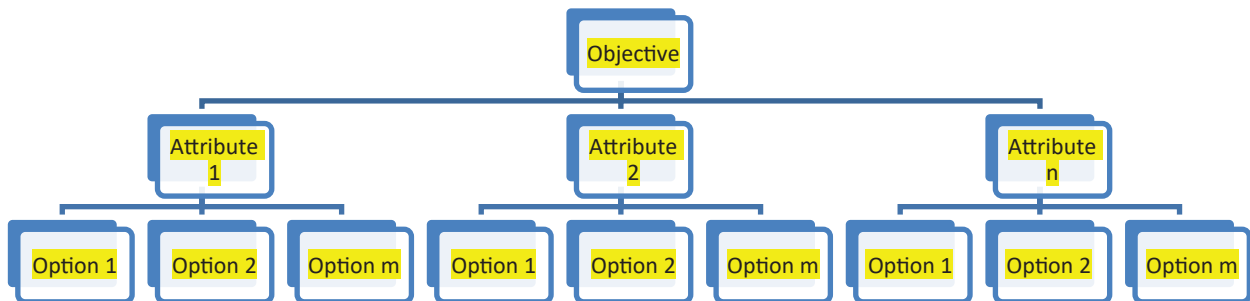 Objective
Attribute
1
Attribute
2
Attribute
n
Option 1
Option 2
Option m
Option 1
Option 2
Option m
Option 1
Option 2
Option m